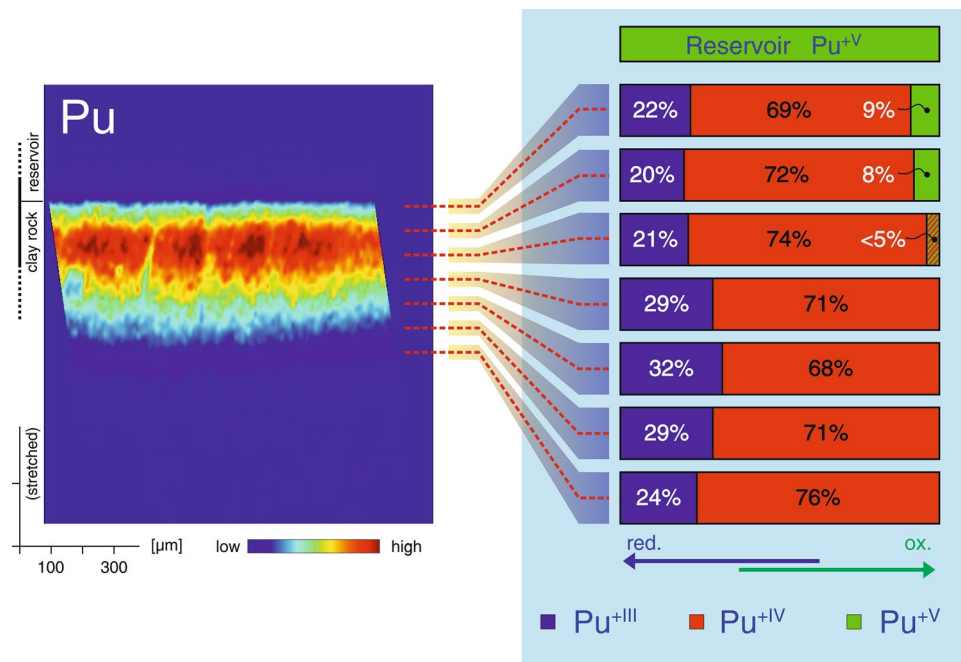 Pu
reservoir
clay rock
(stretched)
[µm]
100 300
low high
Reservoir Pu+V
22% 69% 9%
20% 72% 8%
21% 74% <5%
29% 71%
32% 68%
29% 71%
24% 76%
red. ox.
Pu+III Pu+IV Pu+V